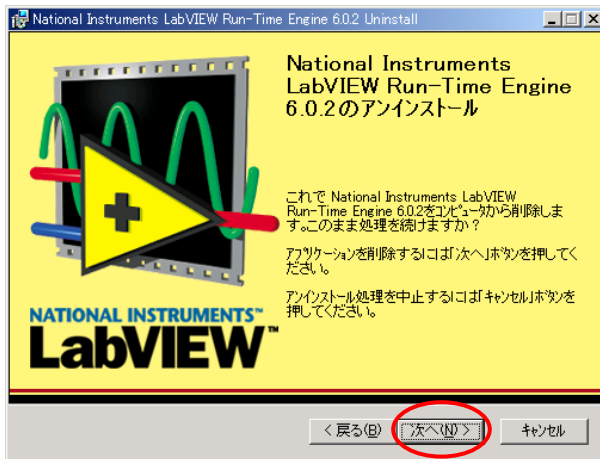 National Instruments LabVIEW Run-Time Engine 6.0.2 Uninstall
National Instruments
LabVIEW Run-Time Engine
6.0.2のアンインストール
これで National Instruments LabVIEW
Run-Time Engine 6.0.2をコンピュータから削除しま
す。このまま処理を続けますか?
アプリケーションを削除するには「次へ」ボタンを押してく
ださい。
アンインストール処理を中止するには「キャンセル」ボタンを
押してください。
NATIONAL INSTRUMENTS™
LabVIEW™
< 戻る(B)
次へ(N) >
キャンセル